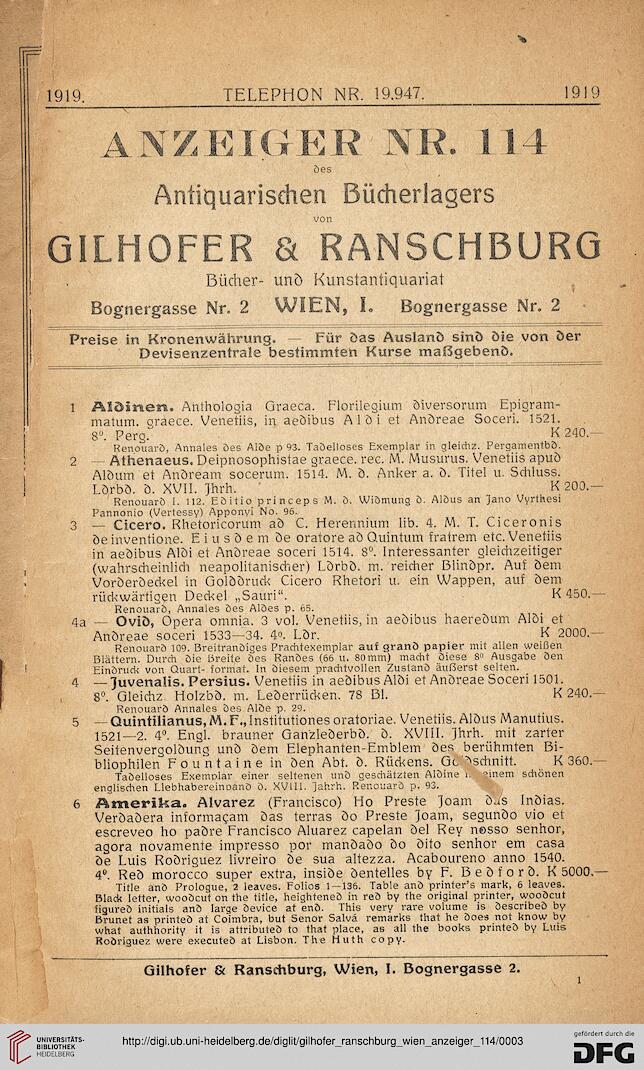 1919. TELEPHON NR. 19.947. 1919
ANZEIGER NR. 114
des
Antiquarischen Bücherlagers
von
GILHOFER & RANSCHBURG
Bücher- und Kunstantiquariat
Bognergasse Nr. 2 WIEN, I. Bognergasse Nr. 2
Preise in Kronenwährung. — Für das Ausland sind die von der
Devisenzentrale bestimmten Kurse maßgebend.
1 Aldinen. Anthologia Graeca. Florilegium diversorum Epigram-
matum. graece. Venetiis, in aedibus Aldi et Andreae Soceri. 1521.
8⁰. Perg. K 240.—
Renouard, Annales des Alde p 93. Tadelloses Exemplar in gleichz. Pergamentbd.
2 — Athenaeus. Deipnosophistae graece. rec. M. Musurus. Venetiis apud
Aldum et Andream socerum. 1514. M. d. Anker a. d. Titel u. Schluss.
Ldrbd. d. XVII. Jhrh. K 200.—
Renouard I. 112. Editio princeps M. d. Widmung d. Aldus an Jano Vyrthesi
Pannonio (Vertessy) Apponyi No. 96.
3 — Cicero. Rhetoricorum ad C. Herennium lib. 4. M. T. Ciceronis
de inventione. Eiusdem de oratore ad Quintum fratrem etc. Venetiis
in aedibus Aldi et Andreae soceri 1514. 8⁰. Interessanter gleichzeitiger
(wahrscheinlich neapolitanischer) Ldrbd. m. reicher Blindpr. Auf dem
Vorderdeckel in Golddruck Cicero Rhetori u. ein Wappen, auf dem
rückwärtigen Deckel „Sauri“. K 450.—
Renouard, Annales des Aldes p. 65.
4a — Ovid, Opera omnia. 3 vol. Venetiis, in aedibus haeredum Aldi et
Andreae soceri 1533—34. 4⁰. Ldr. K 2000.—
Renouard 109. Breitrandiges Prachtexemplar auf grand papier mit allen weißen
Blättern. Durch die Breite des Randes (66 u. 80 mm) macht diese 8⁰ Ausgabe den
Eindruck von Quart-format. In diesem prachtvollen Zustand äußerst selten.
4 — Juvenalis. Persius. Venetiis in aedibus Aldi et Andreae Soceri 1501.
8⁰. Gleichz. Holzbd. m. Lederrücken. 78 Bl. K 240.—
Renouard Annales des Alde p. 29.
5 — Quintilianus, M. F., Institutiones oratoriae. Venetiis. Aldus Manutius.
1521—2. 4⁰. Engl. brauner Ganzlederbd. d. XVIII. Jhrh. mit zarter
Seitenvergoldung und dem Elephanten-Emblem des berühmten Bi-
bliophilen Fountaine in den Abt. d. Rückens. K 360.—
Tadelloses Exemplar einer seltenen und geschätzten Aldine schönen
englischen Liebhabereinband d. XVIII. Jahrh. Renouard p. 93.
6 Amerika. Alvarez (Francisco) Ho Preste Joam das Indias.
Verdadera informaçam das terras do Preste Joam, segundo vio et
escreveo ho padre Francisco Aluarez capelan del Rey nosso senhor,
agora novamente impresso por mandado do dito senhor em casa
de Luis Rodriguez livreiro de sua altezza. Acaboureno anno 1540.
4⁰. Red morocco super extra, inside dentelles by F. Bedford. K 5000.—
Title and Prologue, 2 leaves. Folios 1—136. Table and printer's mark, 6 leaves.
Black letter, woodcut on the title, heightened in red by the original printer, woodcut
figured initials and large device at end. This very rare volume is described by
Brunet as printed at Coimbra, but Senor Salvá remarks that he does not know by
what authhority it is attributed to that place, as all the books printed by Luis
Rodriguez were executed at Lisbon. The Huth copy.
Gilhofer & Ranschburg, Wien, I. Bognergasse 2.
1
UNIVERSITÄTS-
BIBLIOTHEK
HEIDELBERG
http://digi.ub.uni-heidelberg.de/diglit/gilhofer_ranschburg_wien_anzeiger_114/0003
gefördert durch die
DFG